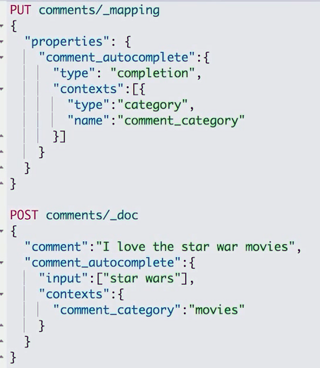 PUT comments/_mapping
{
"properties": {
"comment_autocomplete":{
"type": "completion",
"contexts":[{
"type":"category",
"name":"comment_category"
}]
}
}
}
POST comments/_doc
{
"comment":"I love the star war movies",
"comment_autocomplete":{
"input":["star wars"],
"contexts":{
"comment_category":"movies"
}
}
}